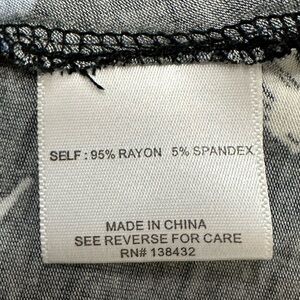 SELF : 95% RAYON 5% SPANDEX
MADE IN CHINA
SEE REVERSE FOR CARE
RN# 138432